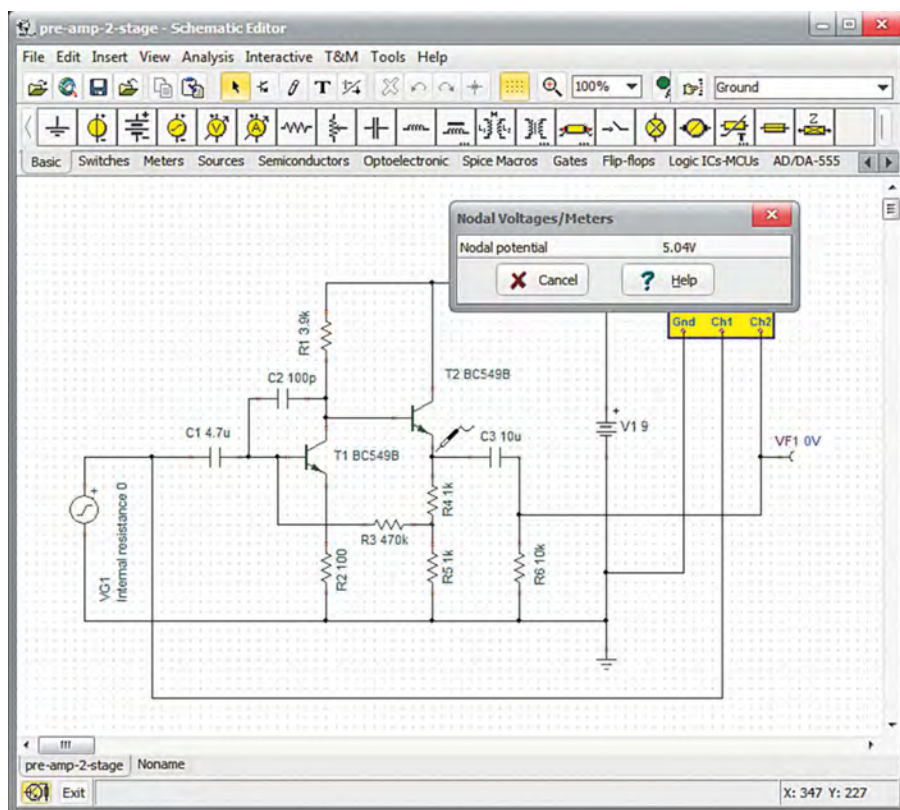 pre-amp-2-stage - Schematic Editor
File Edit Insert View Analysis Interactive T&M Tools Help
T 100% Ground
Basic Switches Meters Sources Semiconductors Optoelectronic Spice Macros Gates Flip-flops Logic ICs-MCUs AD/DA-555
Nodal Voltages/Meters
Nodal potential 5.04V
Cancel Help
Gnd Ch1 Ch2
R1 3.9k
C2 100p
T2 BC549B
C1 4.7u
T1 BC549B
C3 10u
V1 9
VF1 0V
R4 1k
R3 470k
VG1
Internal resistance 0
R2 100
R5 1k
R6 10k
pre-amp-2-stage Noname
Exit X: 347 Y: 227